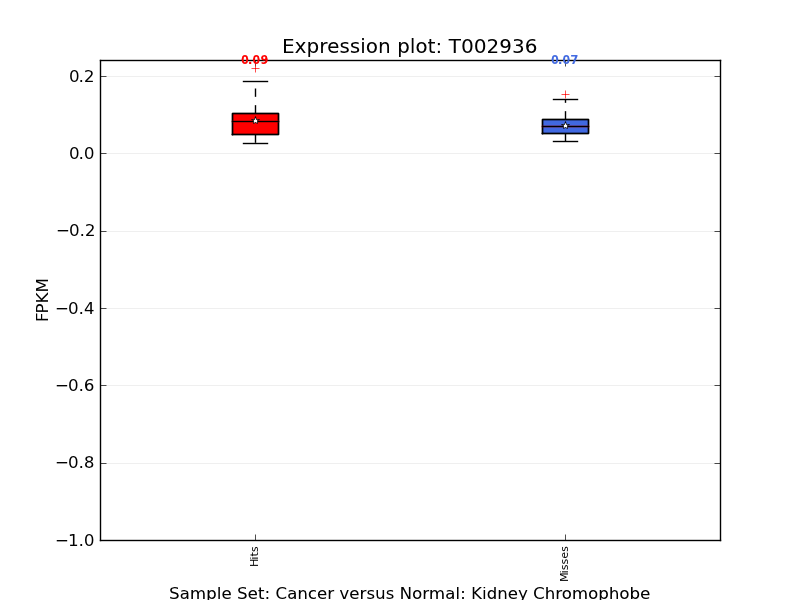 Expression plot: T002936
0.09
0.07
0.2
0.0
−0.2
−0.4
−0.6
−0.8
−1.0
FPKM
Hits
Misses
Sample Set: Cancer versus Normal: Kidney Chromophobe